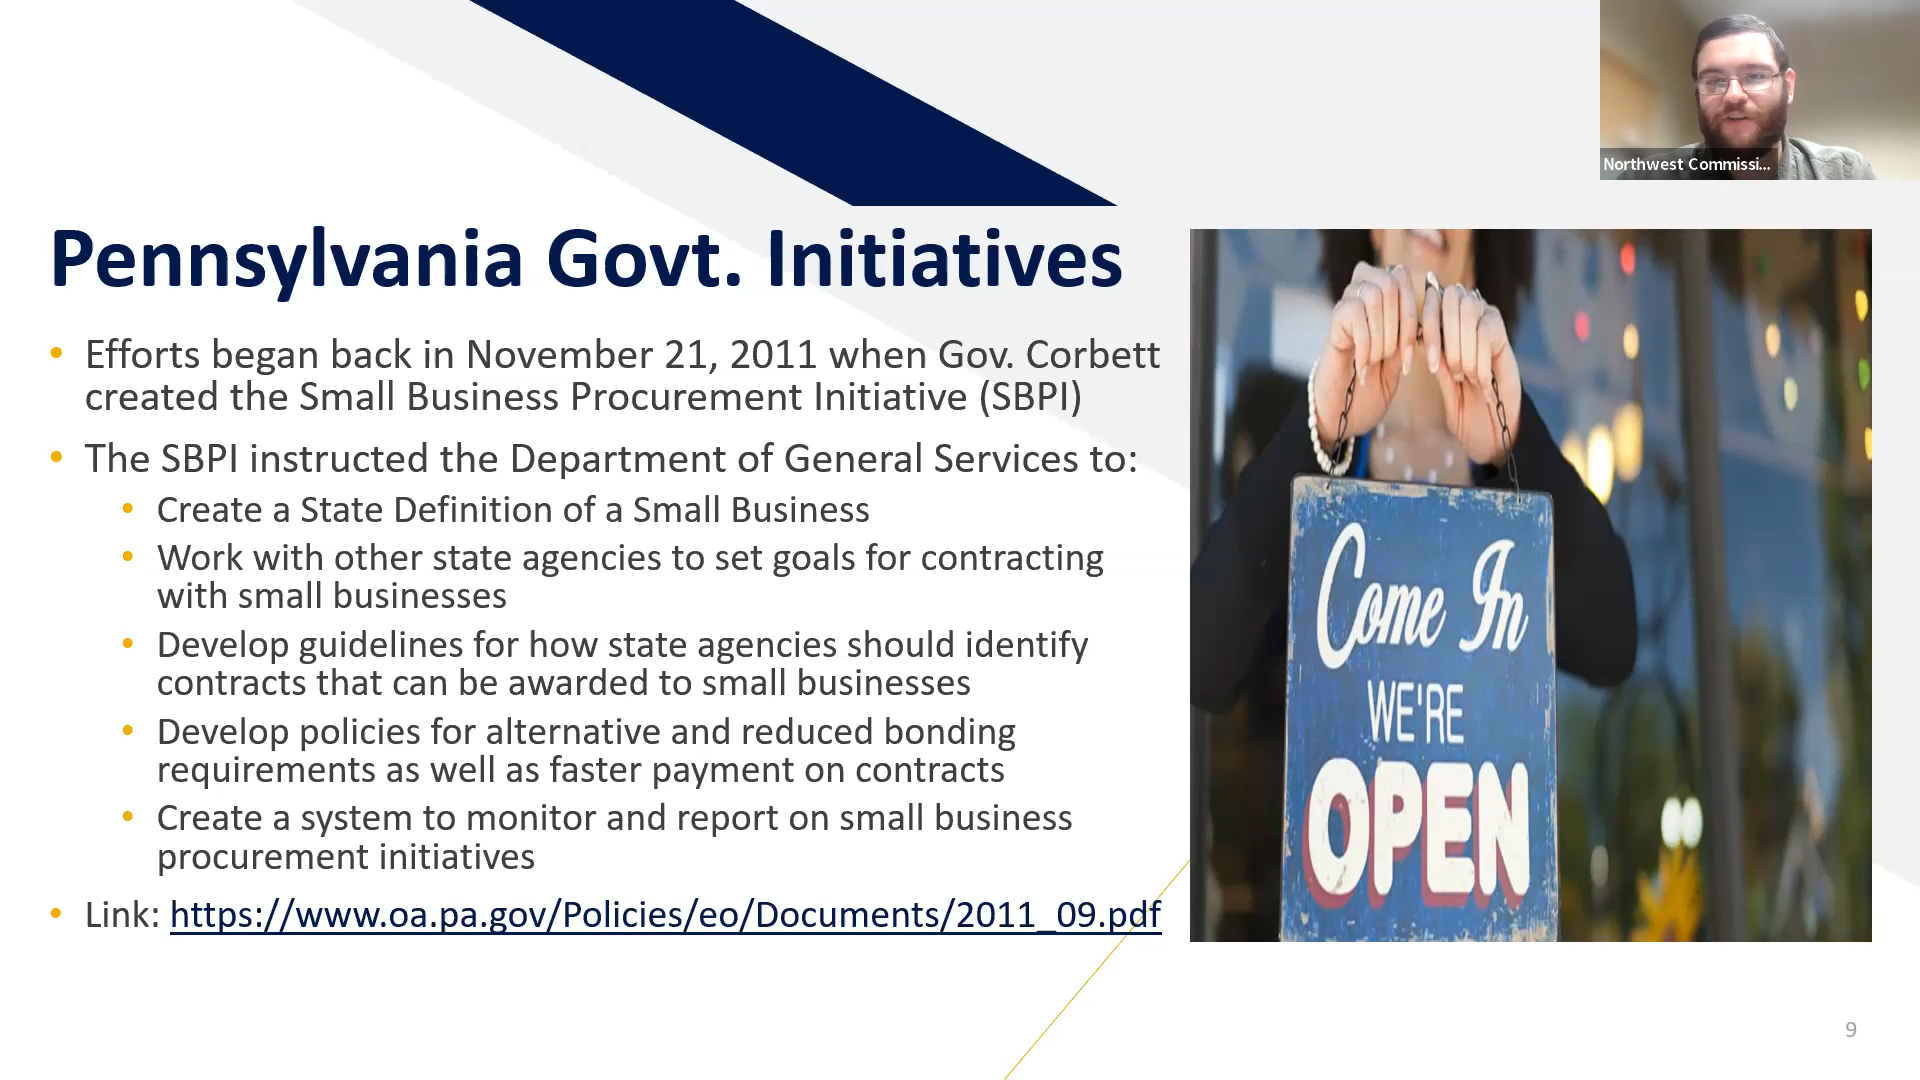 Northwest Commissi...
Pennsylvania Govt. Initiatives
• Efforts began back in November 21, 2011 when Gov. Corbett
created the Small Business Procurement Initiative (SBPI)
• The SBPI instructed the Department of General Services to:
• Create a State Definition of a Small Business
• Work with other state agencies to set goals for contracting
with small businesses
• Develop guidelines for how state agencies should identify
contracts that can be awarded to small businesses
• Develop policies for alternative and reduced bonding
requirements as well as faster payment on contracts
• Create a system to monitor and report on small business
procurement initiatives
• Link: https://www.oa.pa.gov/Policies/eo/Documents/2011_09.pdf
Come In
WE'RE
OPEN
9